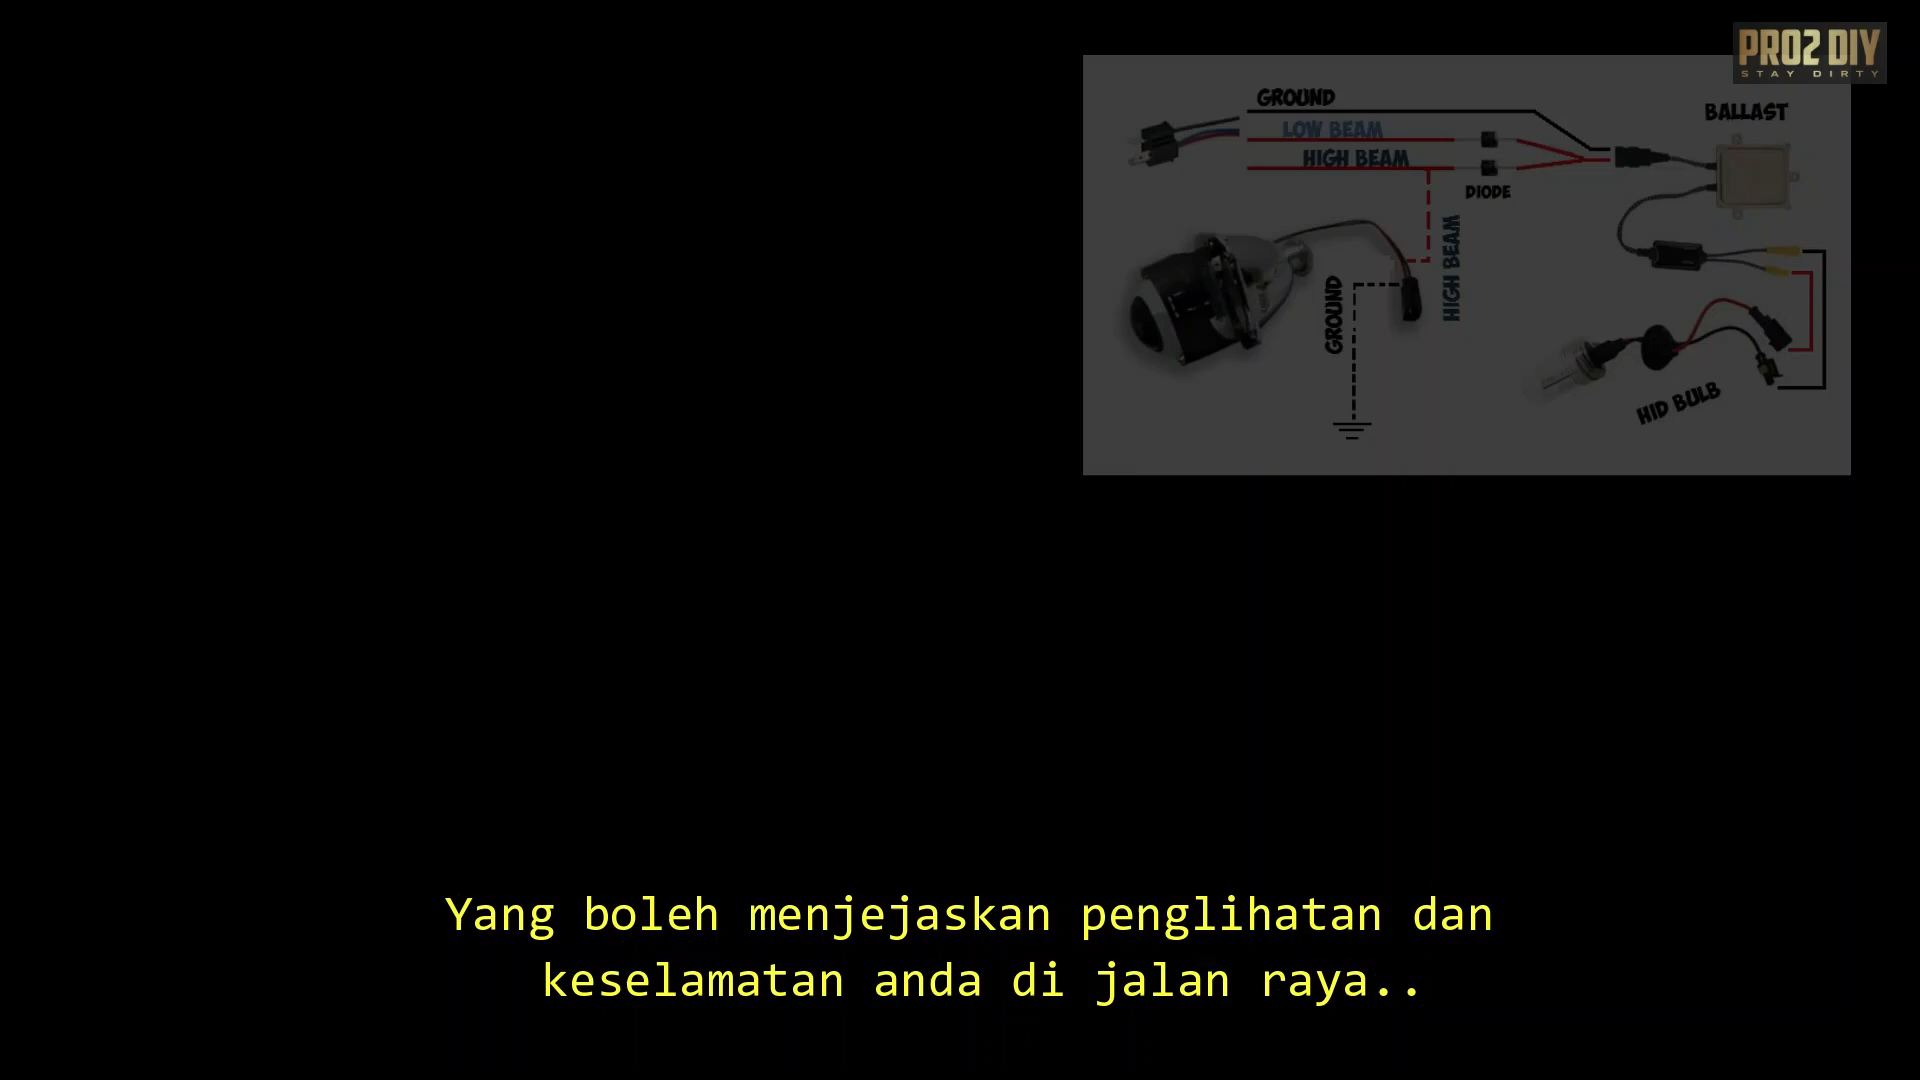 PRO2 DIY
STAY DIRTY
GROUND
BALLAST
LOW BEAM
HIGH BEAM
DIODE
HIGH BEAM
GROUND
HID BULB
Yang boleh menjejaskan penglihatan dan
keselamatan anda di jalan raya..